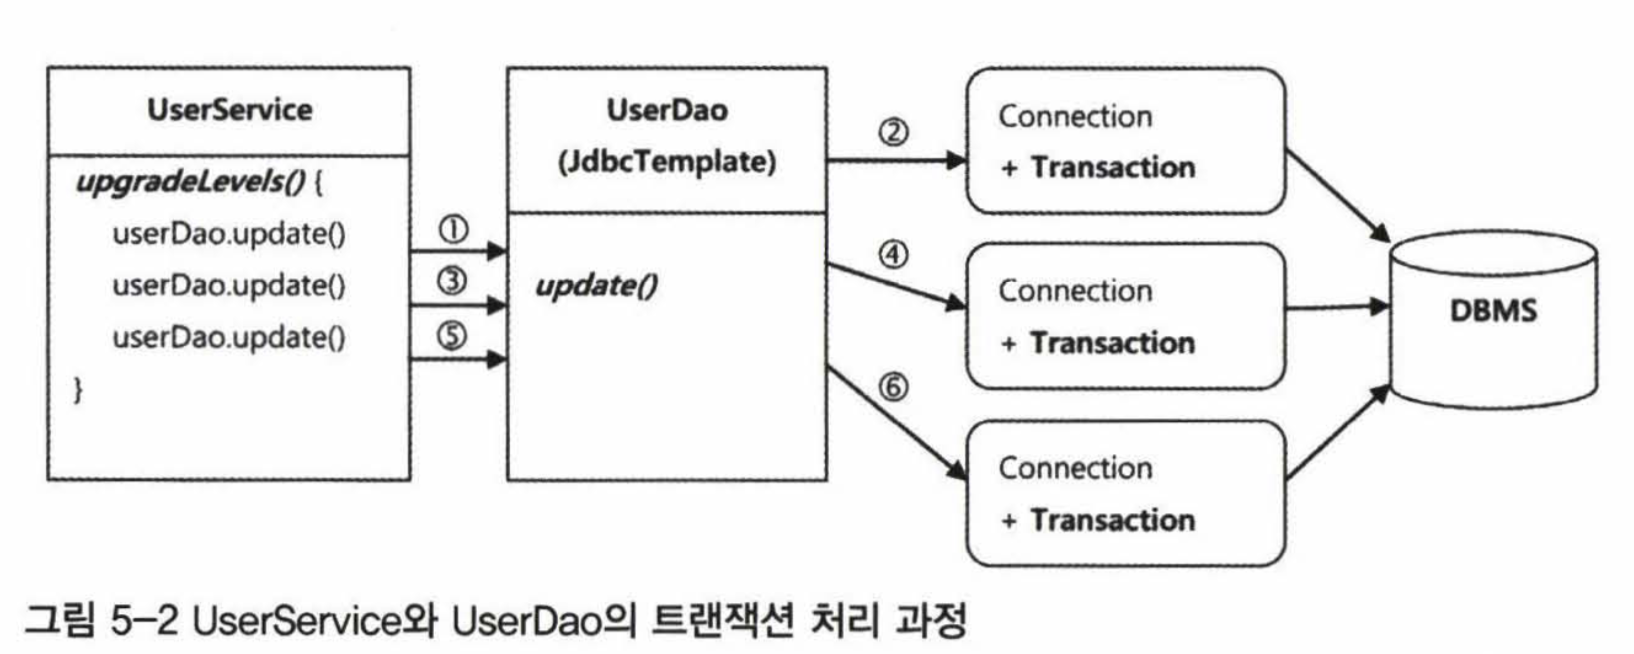 UserService
upgradeLevels() {
userDao.update()
userDao.update()
userDao.update()
}
①
③
⑤
UserDao
(JdbcTemplate)
update()
②
④
⑥
Connection
+ Transaction
Connection
+ Transaction
Connection
+ Transaction
DBMS
그림 5-2 UserService와 UserDao의 트랜잭션 처리 과정